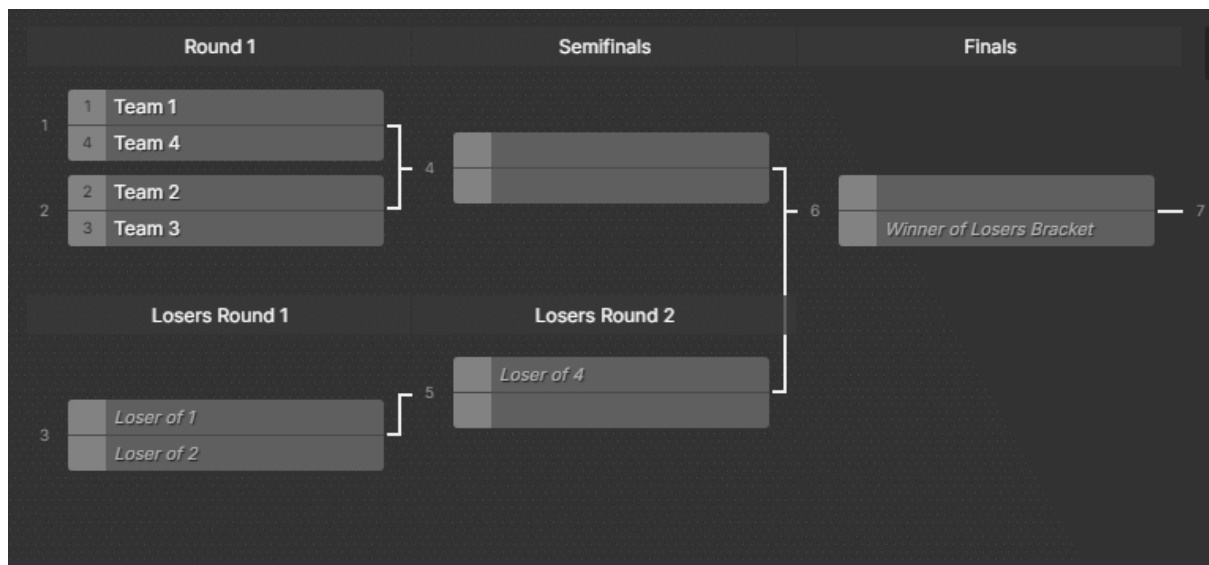 Round 1
Semifinals
Finals
1
1 Team 1
4 Team 4
2
2 Team 2
3 Team 3
4
6
Winner of Losers Bracket
7
Losers Round 1
Losers Round 2
3
Loser of 1
Loser of 2
5
Loser of 4